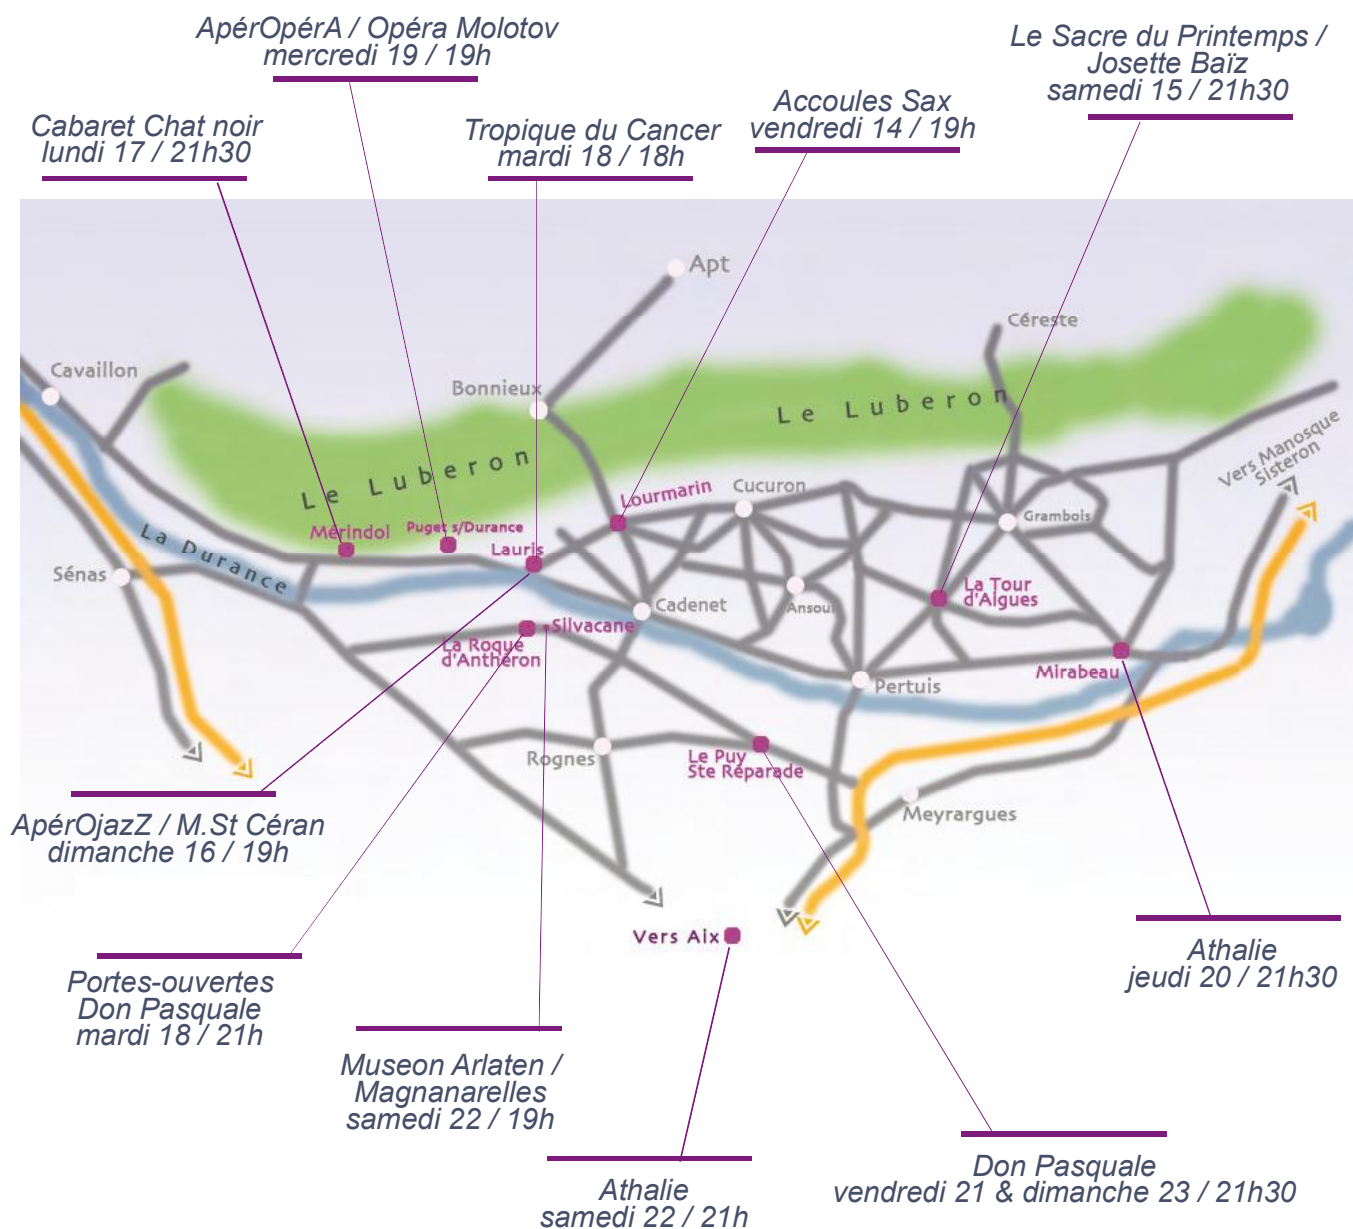 ApérOpérA / Opéra Molotov
mercredi 19 / 19h
Le Sacre du Printemps /
Josette Baïz
samedi 15 / 21h30
Accoules Sax
vendredi 14 / 19h
Cabaret Chat noir
lundi 17 / 21h30
Tropique du Cancer
mardi 18 / 18h
Apt
Céreste
Cavaillon
Bonnieux
Le Luberon
Le Luberon
Vers Manosque
Sisteron
Lourmarin
Cucuron
Grambois
Mérindol
Puget s/Durance
Lauris
La Durance
Sénas
Cadenet
Ansoui
La Tour
d'Aigues
Silvacane
La Roque
d'Anthéron
Mirabeau
Pertuis
Rognes
Le Puy
Ste Réparade
Meyrargues
ApérOjazZ / M.St Céran
dimanche 16 / 19h
Vers Aix
Athalie
jeudi 20 / 21h30
Portes-ouvertes
Don Pasquale
mardi 18 / 21h
Museon Arlaten /
Magnanarelles
samedi 22 / 19h
Don Pasquale
vendredi 21 & dimanche 23 / 21h30
Athalie
samedi 22 / 21h